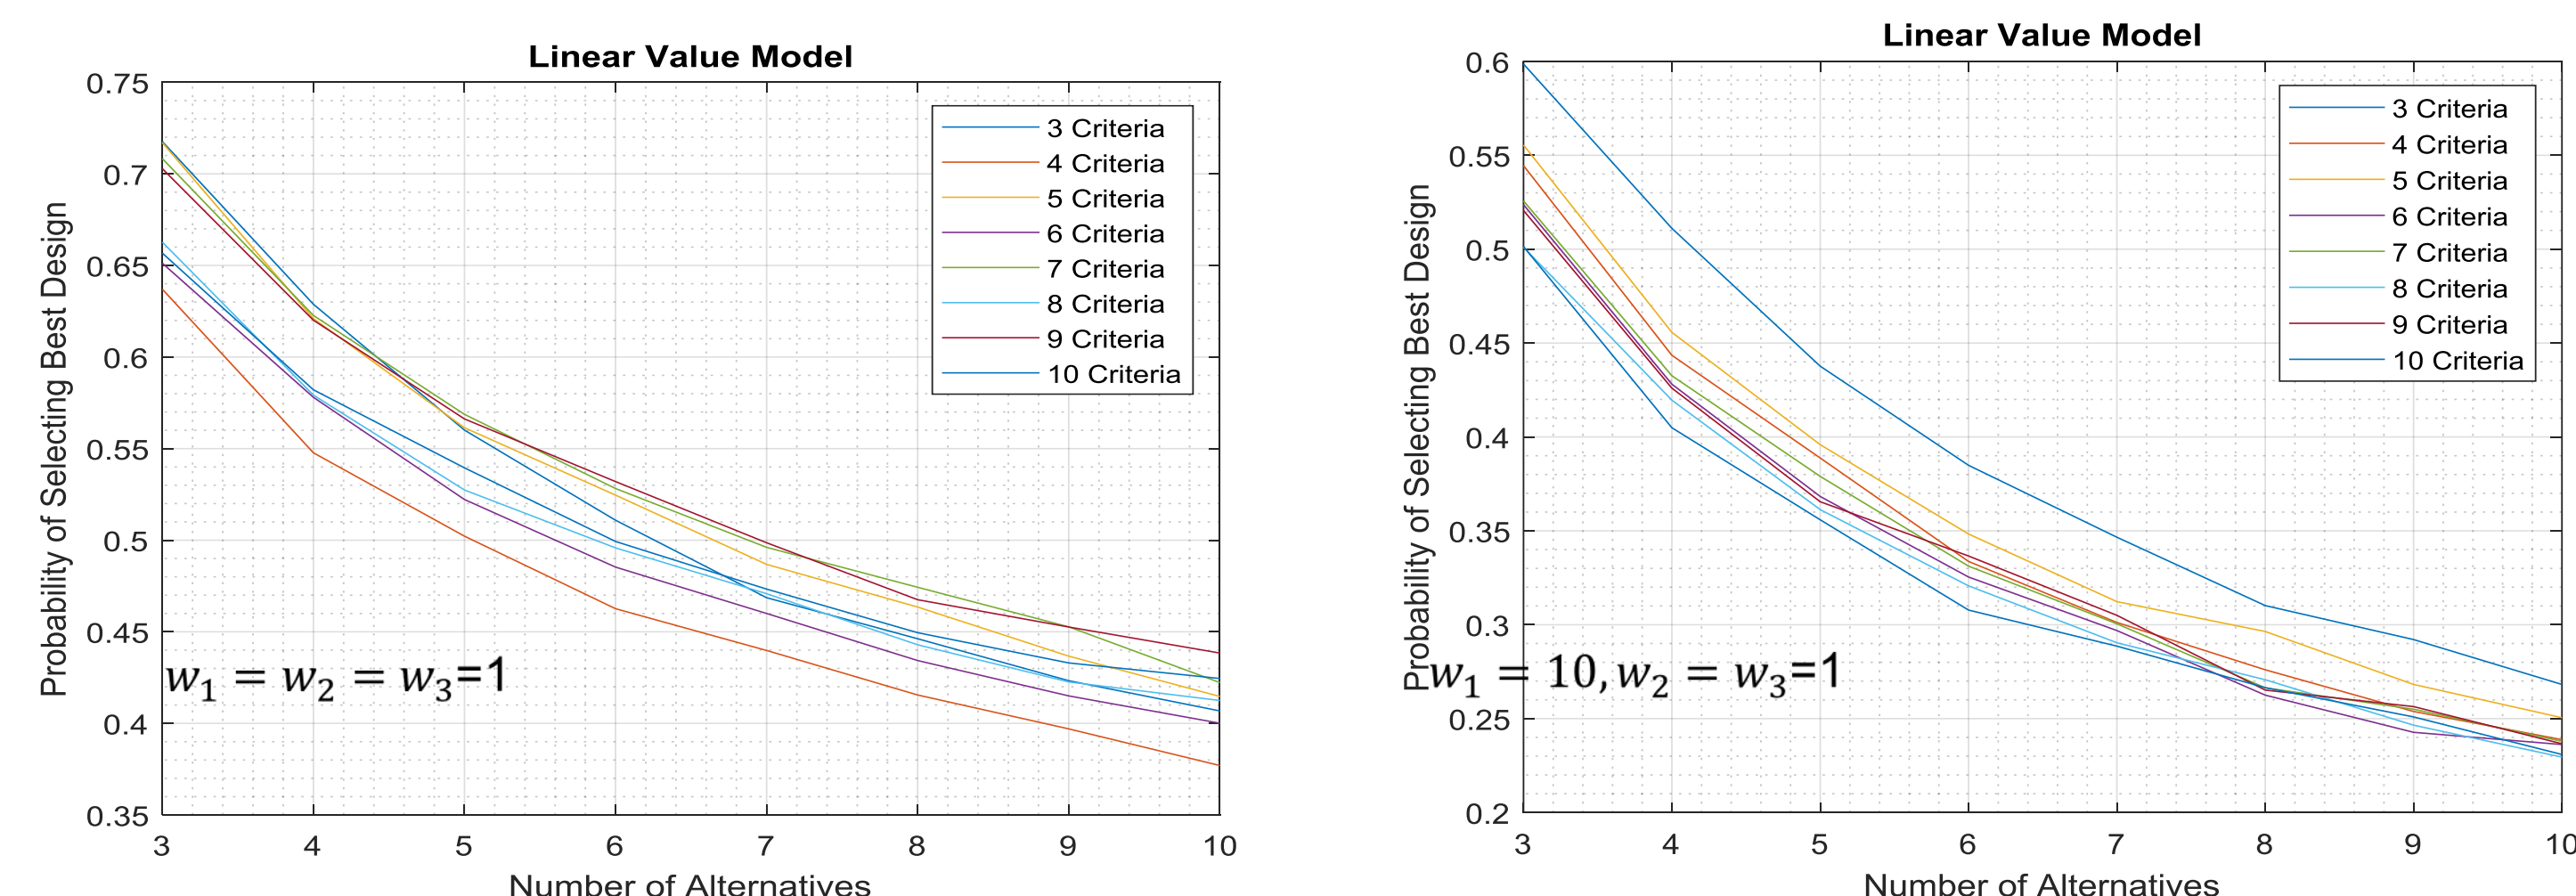 Linear Value Model
0.75
0.7
0.65
0.6
0.55
0.5
0.45
0.4
0.35
Probability of Selecting Best Design
3 Criteria
4 Criteria
5 Criteria
6 Criteria
7 Criteria
8 Criteria
9 Criteria
10 Criteria
w₁ = w₂ = w₃=1
3 4 5 6 7 8 9 10
Number of Alternatives
Linear Value Model
0.6
0.55
0.5
0.45
0.4
0.35
0.3
0.25
0.2
Probability of Selecting Best Design
3 Criteria
4 Criteria
5 Criteria
6 Criteria
7 Criteria
8 Criteria
9 Criteria
10 Criteria
w₁ = 10, w₂ = w₃=1
3 4 5 6 7 8 9 10
Number of Alternatives